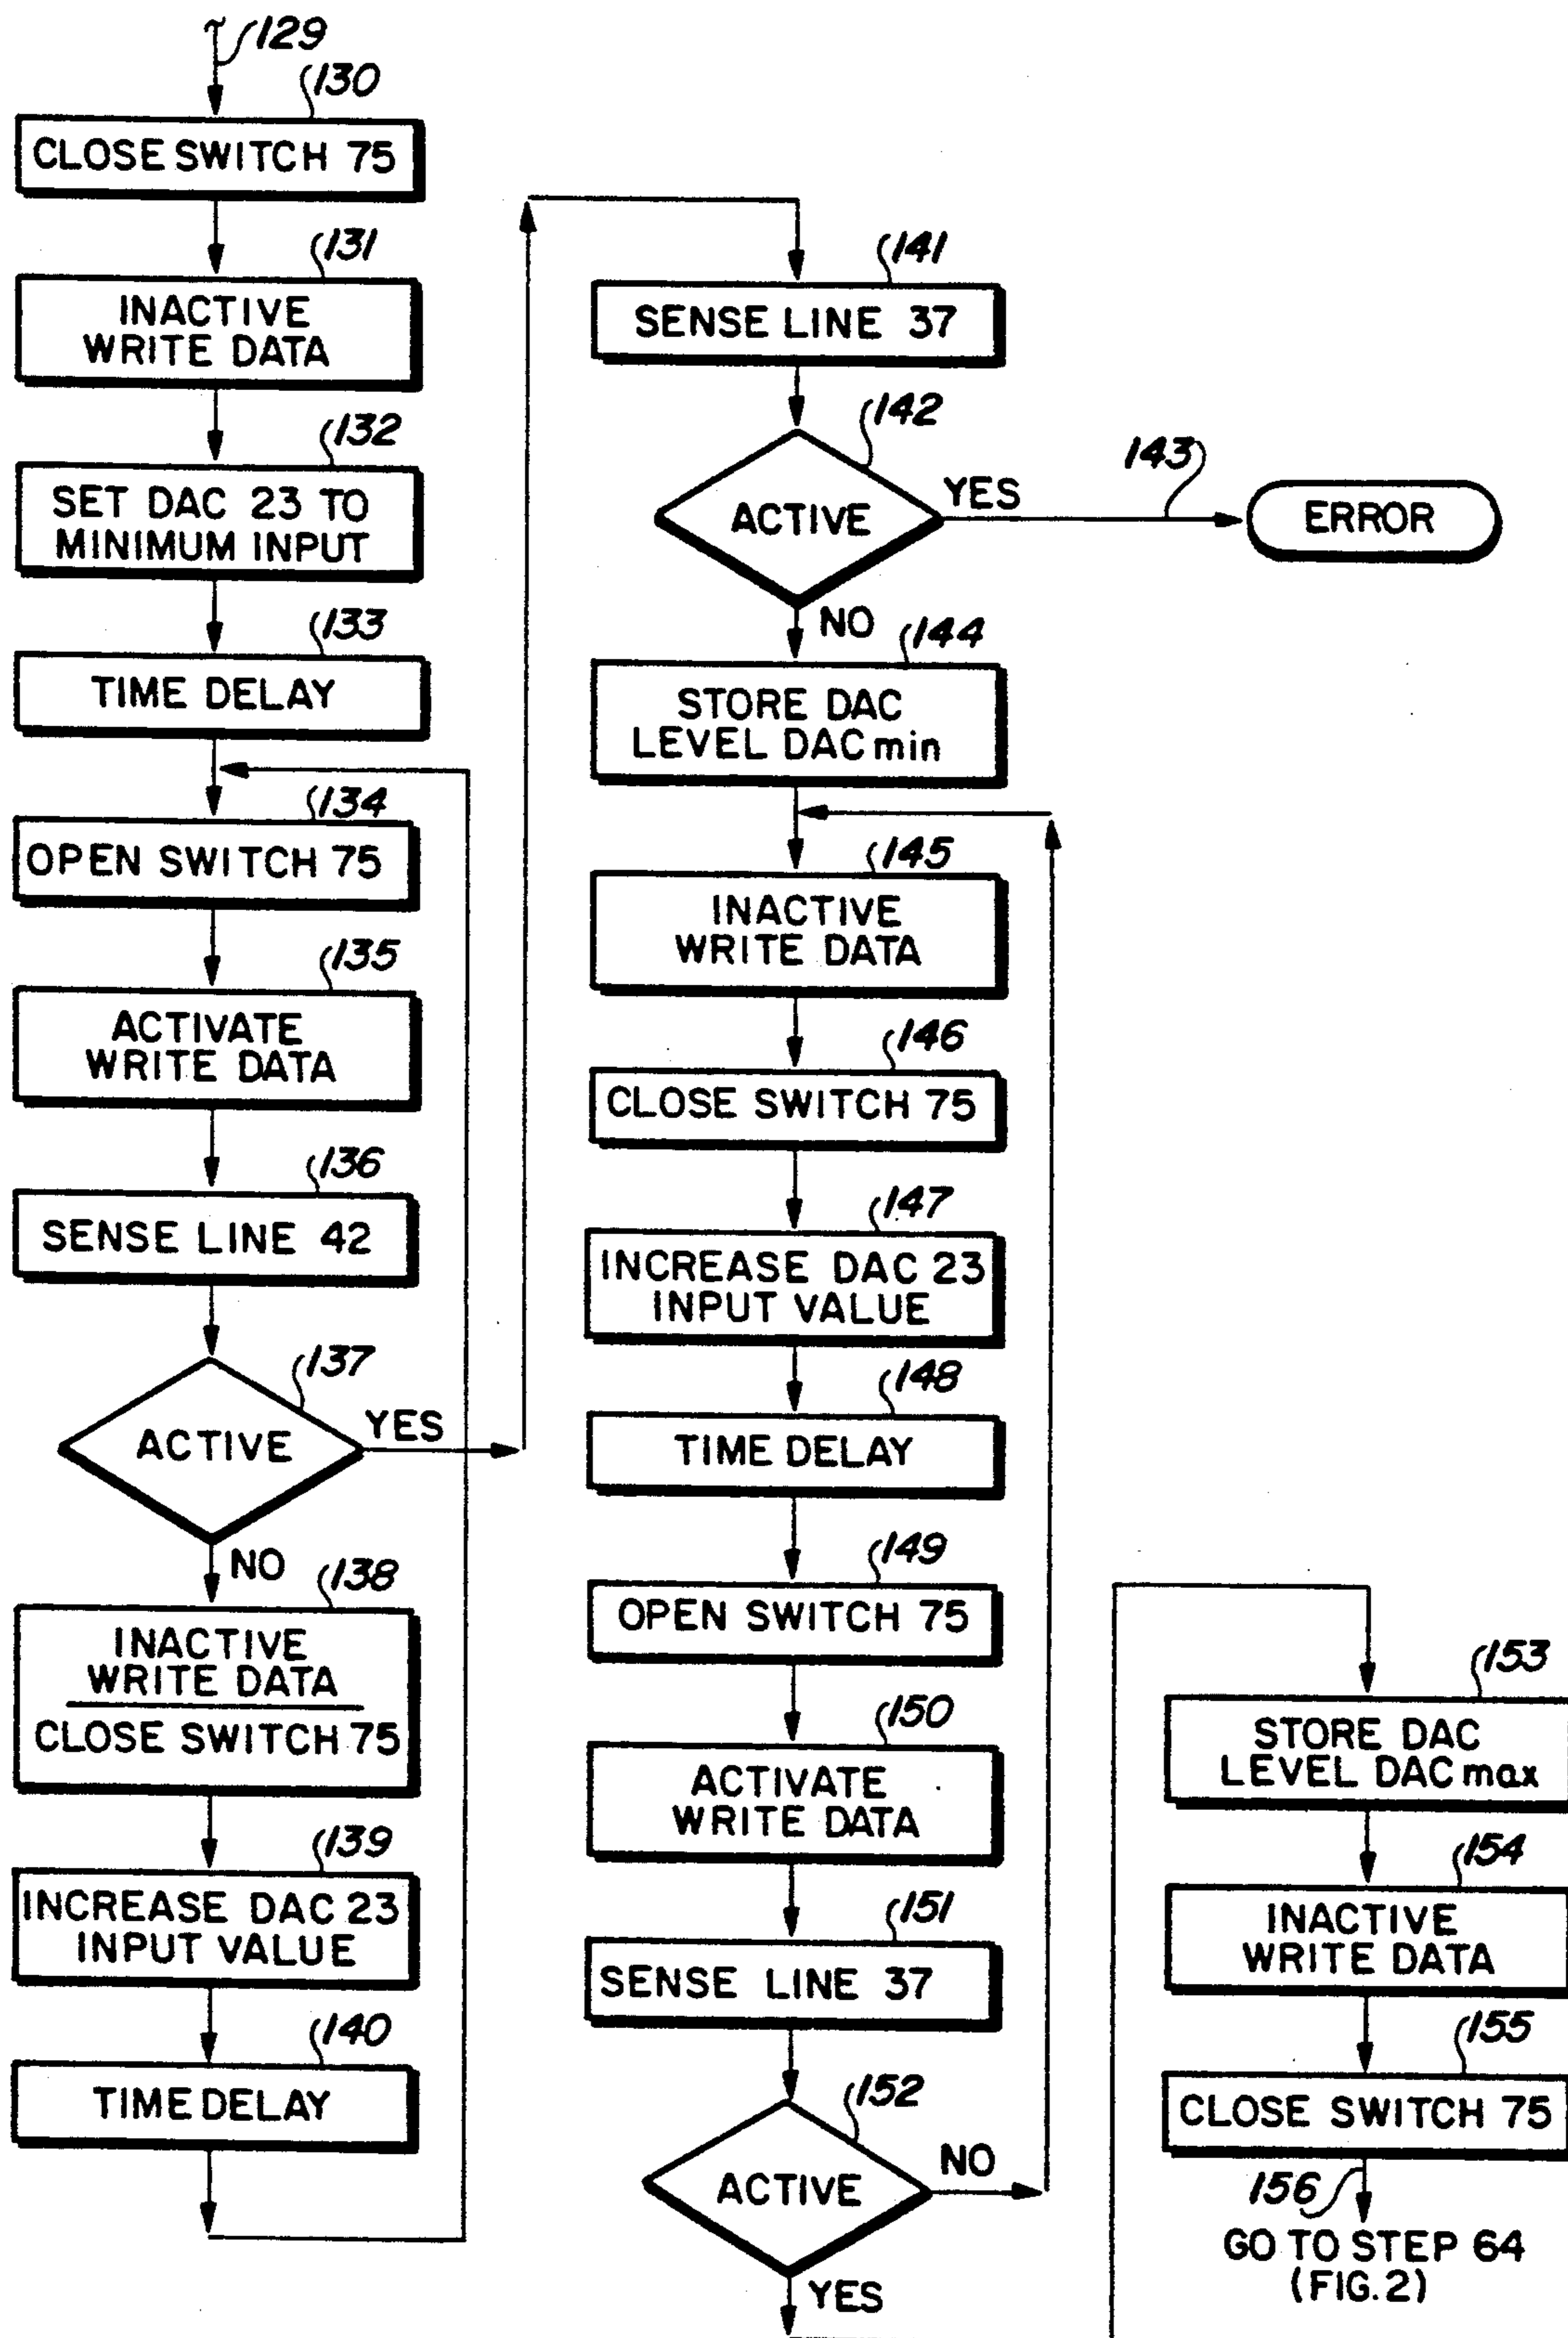 129
130
CLOSE SWITCH 75
131
INACTIVE
WRITE DATA
132
SET DAC 23 TO
MINIMUM INPUT
133
TIME DELAY
134
OPEN SWITCH 75
135
ACTIVATE
WRITE DATA
136
SENSE LINE 42
137
ACTIVE
YES
NO
138
INACTIVE
WRITE DATA
CLOSE SWITCH 75
139
INCREASE DAC 23
INPUT VALUE
140
TIME DELAY
141
SENSE LINE 37
142
ACTIVE
YES
143
ERROR
NO
144
STORE DAC
LEVEL DAC min
145
INACTIVE
WRITE DATA
146
CLOSE SWITCH 75
147
INCREASE DAC 23
INPUT VALUE
148
TIME DELAY
149
OPEN SWITCH 75
150
ACTIVATE
WRITE DATA
151
SENSE LINE 37
152
ACTIVE
NO
YES
153
STORE DAC
LEVEL DAC max
154
INACTIVE
WRITE DATA
155
CLOSE SWITCH 75
156
GO TO STEP 64
(FIG. 2)